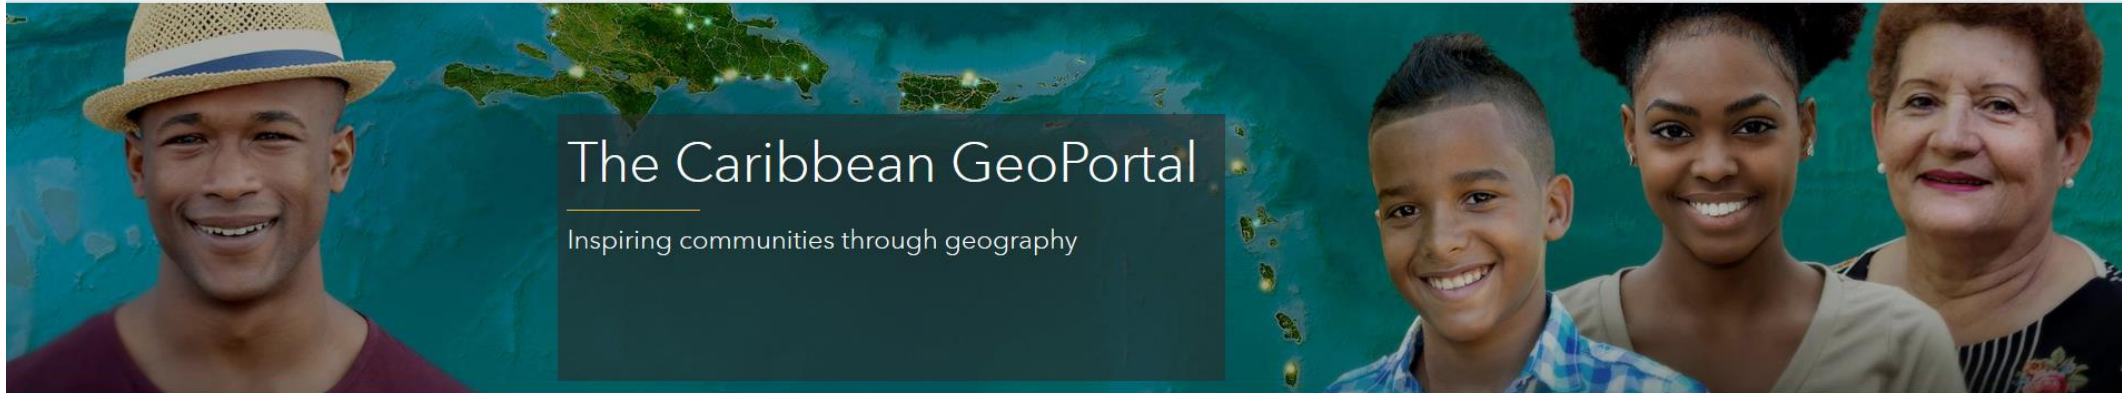 The Caribbean GeoPortal
Inspiring communities through geography